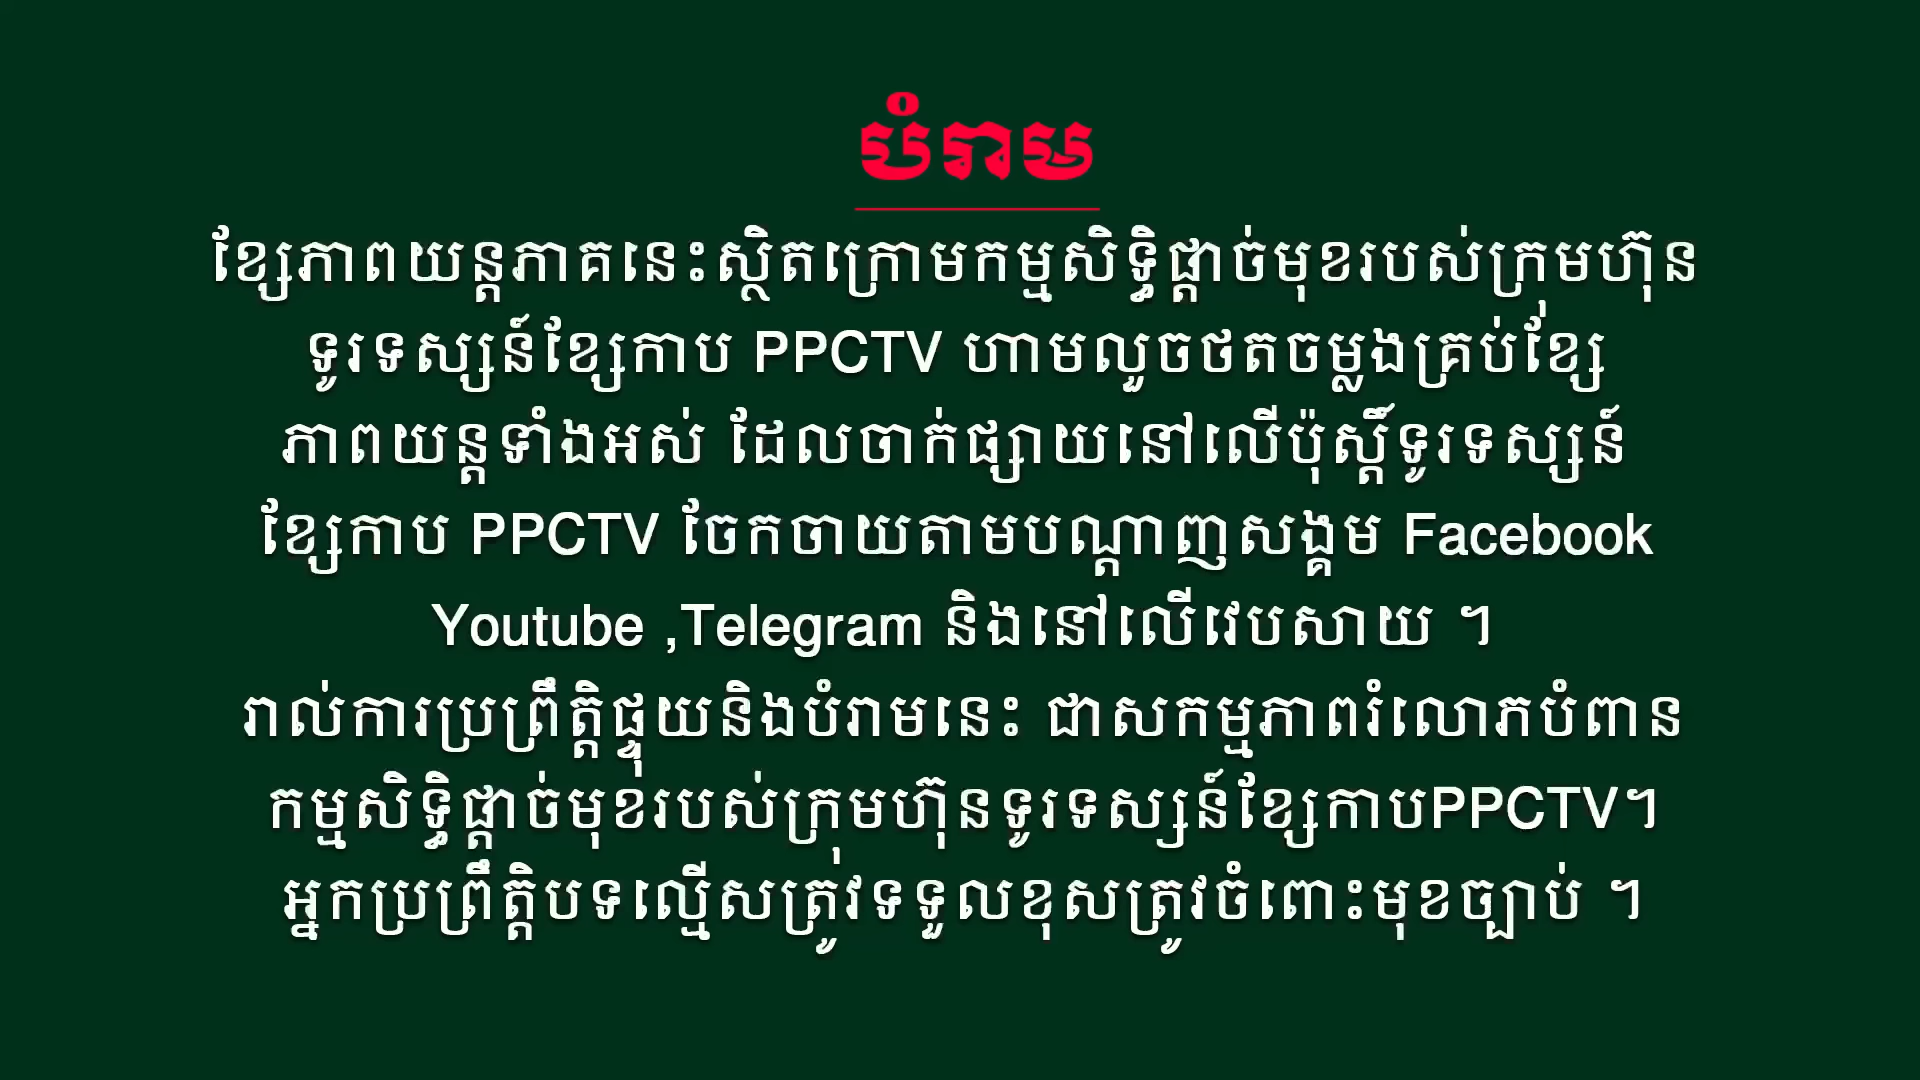 បំរាម
ខ្សែភាពយន្តភាគនេះស្ថិតក្រោមកម្មសិទ្ធិផ្តាច់មុខរបស់ក្រុមហ៊ុន
ទូរទស្សន៍ខ្សែកាប PPCTV ហាមលួចថតចម្លងគ្រប់ខ្សែ
ភាពយន្តទាំងអស់ ដែលចាក់ផ្សាយនៅលើប៉ុស្តិ៍ទូរទស្សន៍
ខ្សែកាប PPCTV ចែកចាយតាមបណ្តាញសង្គម Facebook
Youtube ,Telegram និងនៅលើវេបសាយ ។
រាល់ការប្រព្រឹត្តិផ្ទុយនិងបំរាមនេះ ជាសកម្មភាពរំលោភបំពាន
កម្មសិទ្ធិផ្តាច់មុខរបស់ក្រុមហ៊ុនទូរទស្សន៍ខ្សែកាបPPCTV។
អ្នកប្រព្រឹត្តិបទល្មើសត្រូវទទួលខុសត្រូវចំពោះមុខច្បាប់ ។